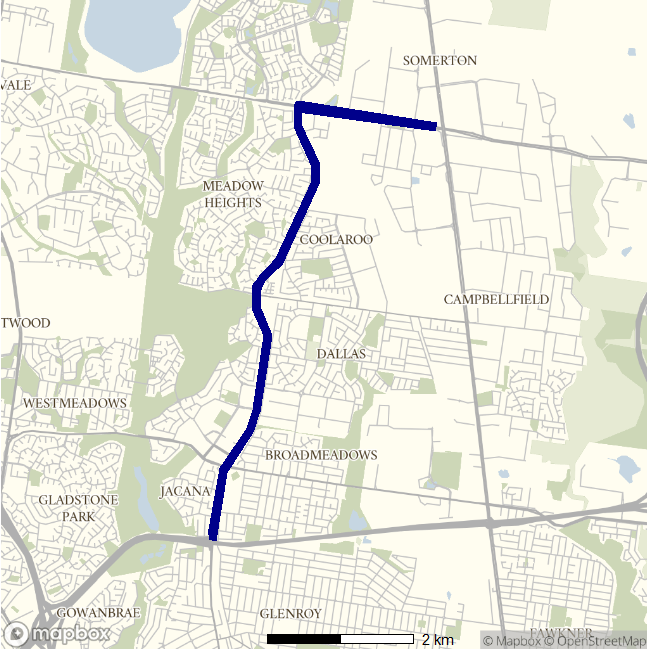 SOMERTON
VALE
MEADOW
HEIGHTS
COOLAROO
CAMPBELLFIELD
TWOOD
DALLAS
WESTMEADOWS
BROADMEADOWS
JACANA
GLADSTONE
PARK
GOWANBRAE
GLENROY
FAWKNER
mapbox
2 km
© Mapbox © OpenStreetMap